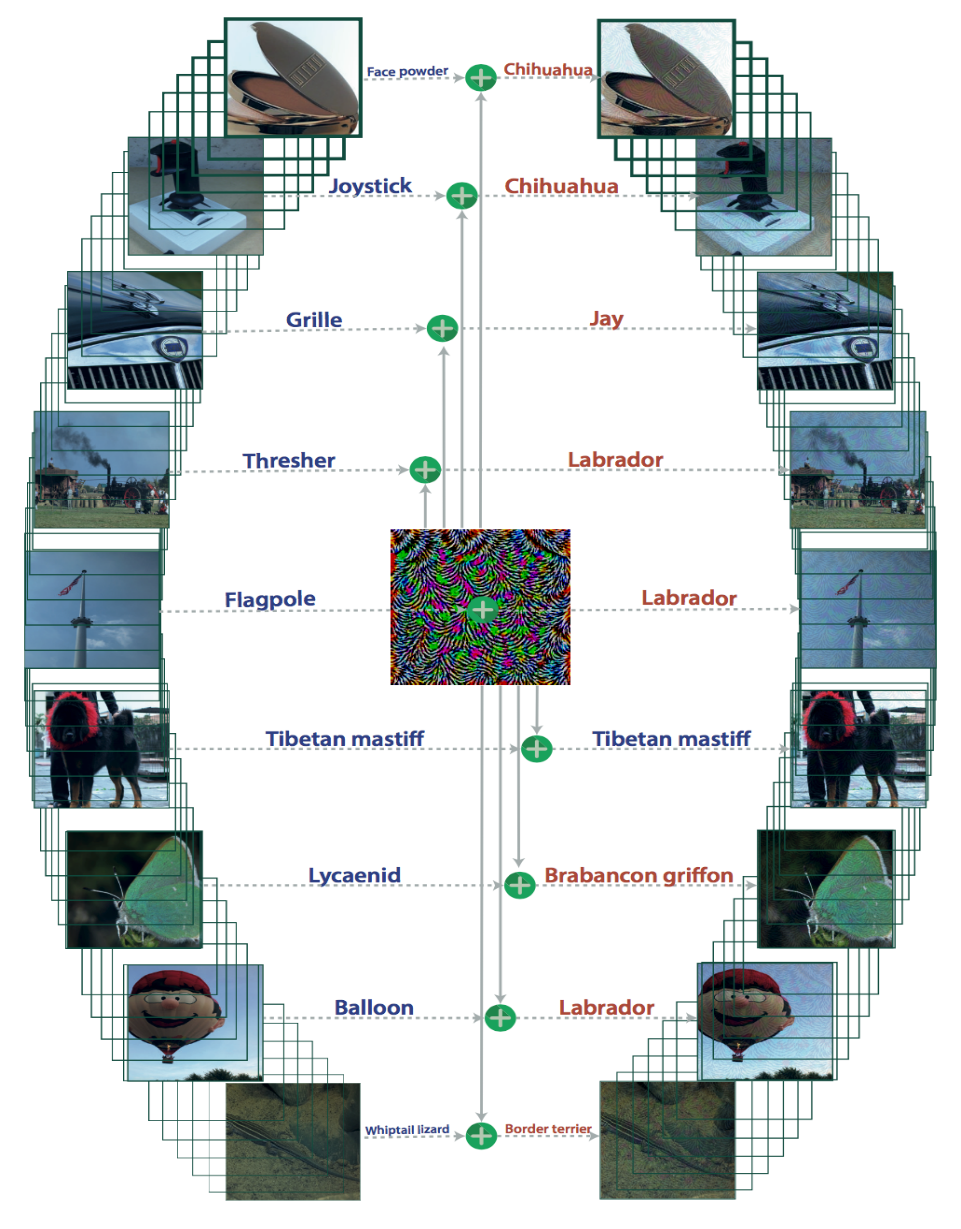 Face powder
Chihuahua
Joystick
Chihuahua
Grille
Jay
Thresher
Labrador
Flagpole
Labrador
Tibetan mastiff
Tibetan mastiff
Lycaenid
Brabancon griffon
Balloon
Labrador
Whiptail lizard
Border terrier